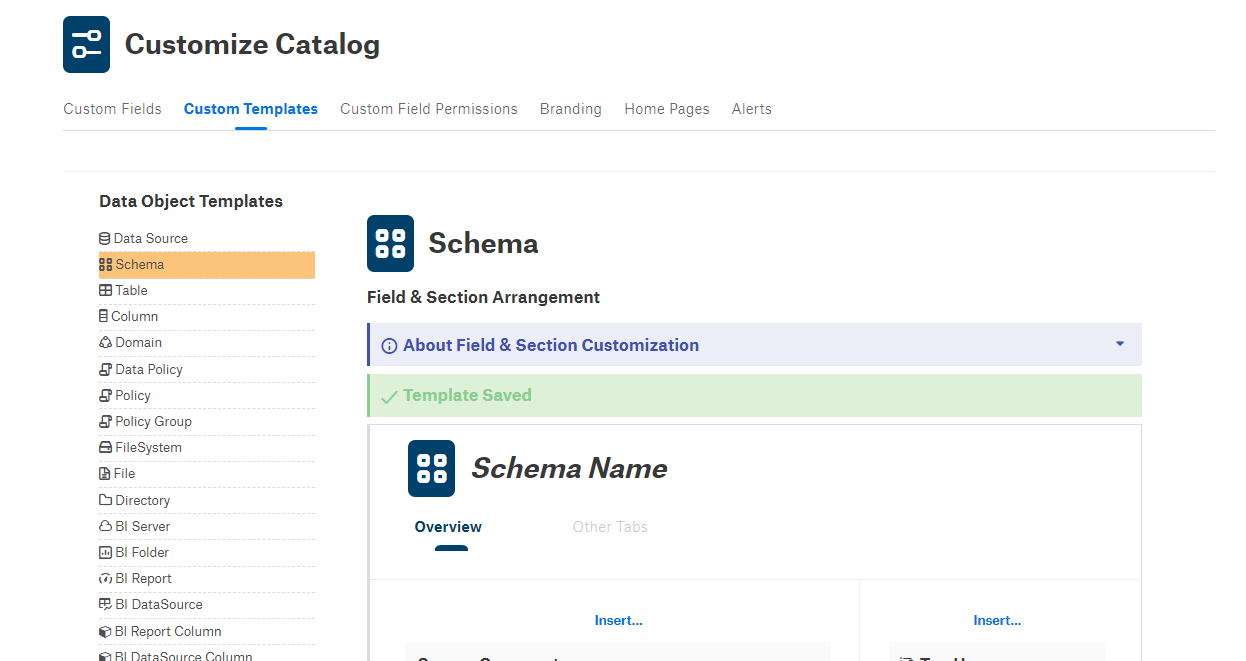 Customize Catalog
Custom Fields Custom Templates Custom Field Permissions Branding Home Pages Alerts
Data Object Templates
Data Source
Schema
Table
Column
Domain
Data Policy
Policy
Policy Group
FileSystem
File
Directory
BI Server
BI Folder
BI Report
BI DataSource
BI Report Column
BI DataSource Column
Schema
Field & Section Arrangement
About Field & Section Customization
Template Saved
Schema Name
Overview Other Tabs
Insert...
Insert...